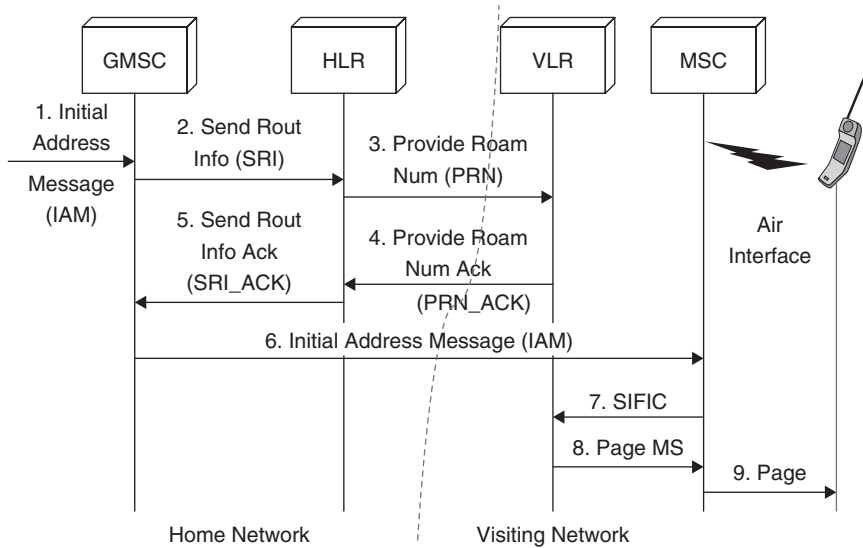 GMSC
HLR
VLR
MSC
1. Initial
Address
Message
(IAM)
2. Send Rout
Info (SRI)
3. Provide Roam
Num (PRN)
5. Send Rout
Info Ack
(SRI_ACK)
4. Provide Roam
Num Ack
(PRN_ACK)
Air
Interface
6. Initial Address Message (IAM)
7. SIFIC
8. Page MS
9. Page
Home Network
Visiting Network